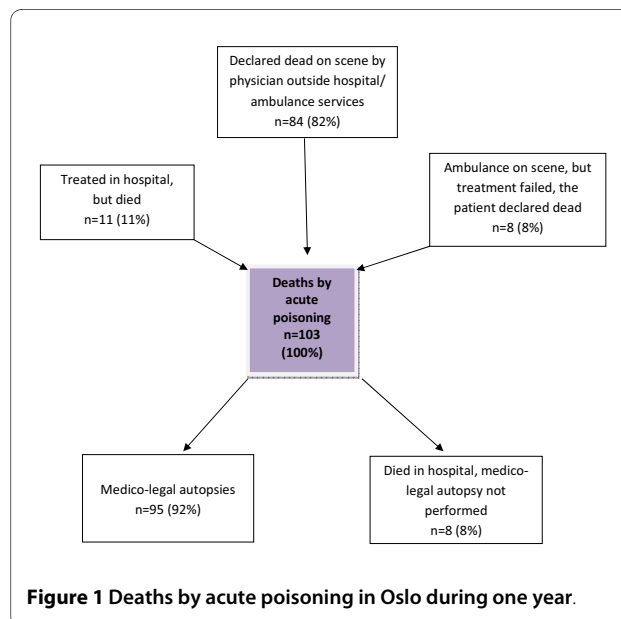 Declared dead on scene by
physician outside hospital/
ambulance services
n=84 (82%)
Treated in hospital,
but died
n=11 (11%)
Ambulance on scene, but
treatment failed, the
patient declared dead
n=8 (8%)
Deaths by
acute
poisoning
n=103
(100%)
Medico-legal autopsies
n=95 (92%)
Died in hospital, medico-
legal autopsy not
performed
n=8 (8%)
Figure 1 Deaths by acute poisoning in Oslo during one year.